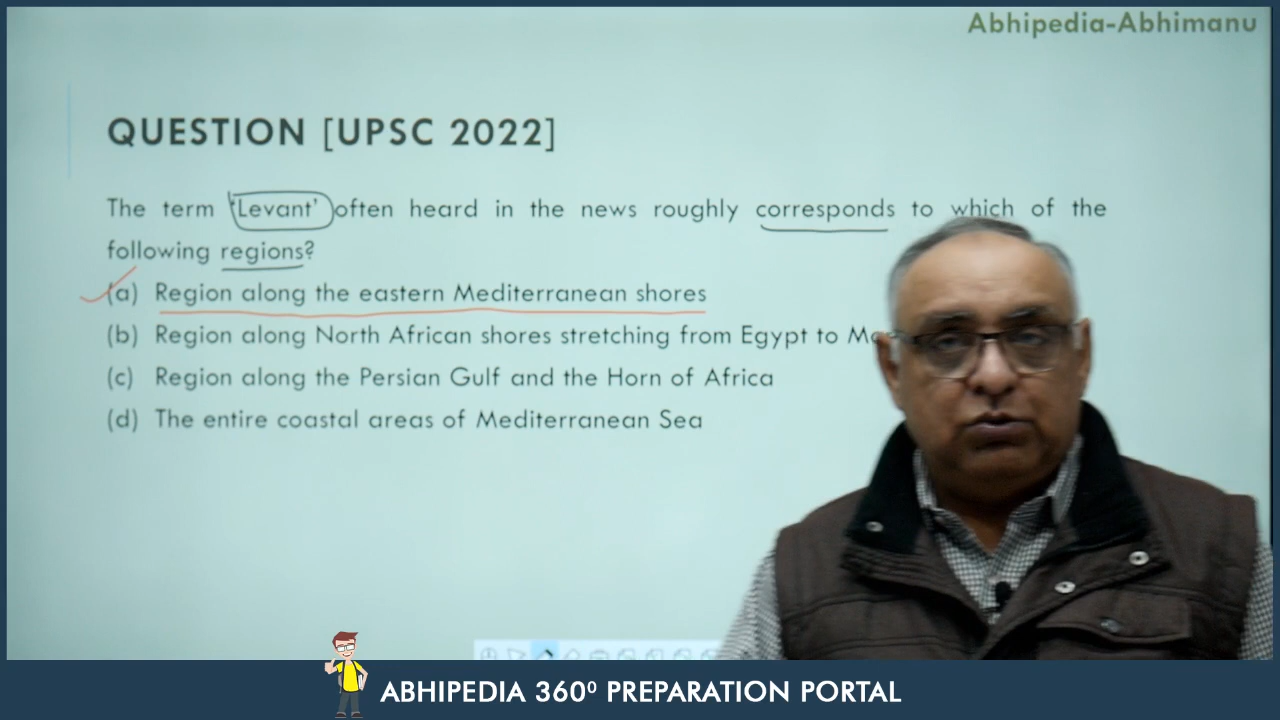 Abhipedia-Abhimanu
QUESTION [UPSC 2022]
The term 'Levant' often heard in the news roughly corresponds to which of the
following regions?
(a) Region along the eastern Mediterranean shores
(b) Region along North African shores stretching from Egypt to
(c) Region along the Persian Gulf and the Horn of Africa
(d) The entire coastal areas of Mediterranean Sea
ABHIPEDIA 360⁰ PREPARATION PORTAL